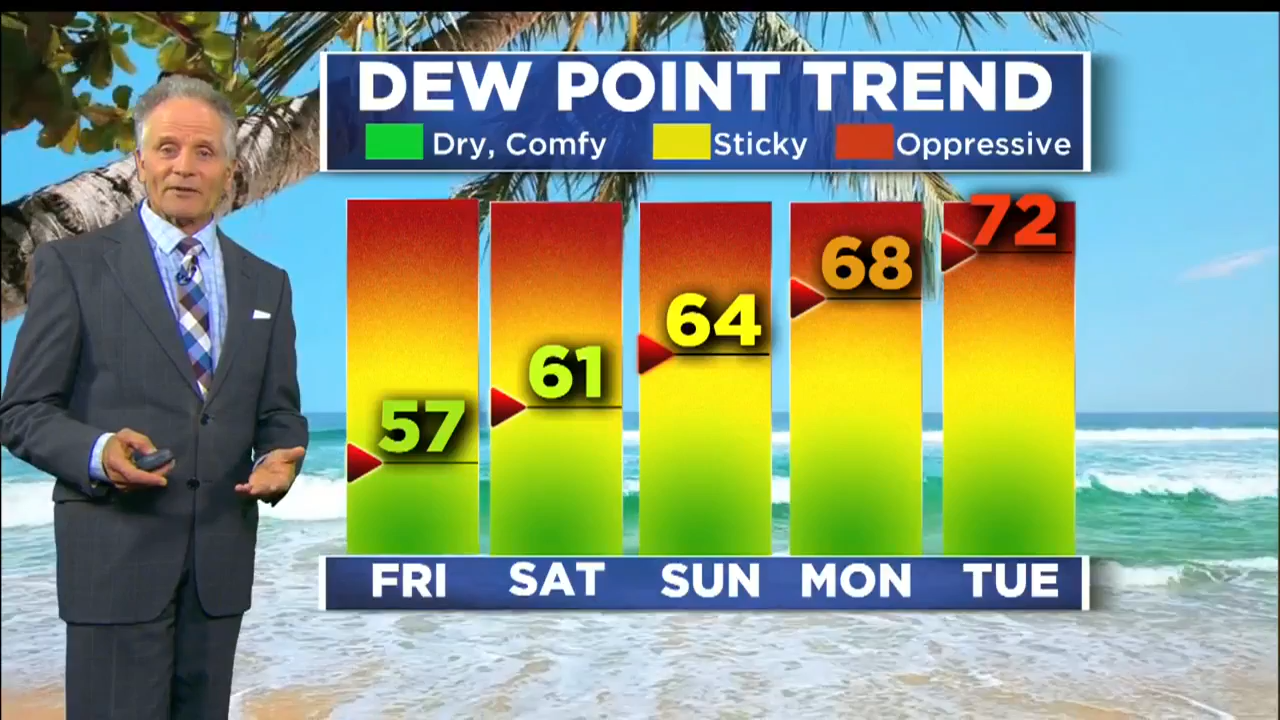 DEW POINT TREND
Dry, Comfy Sticky Oppressive
57 61 64 68 72
FRI SAT SUN MON TUE